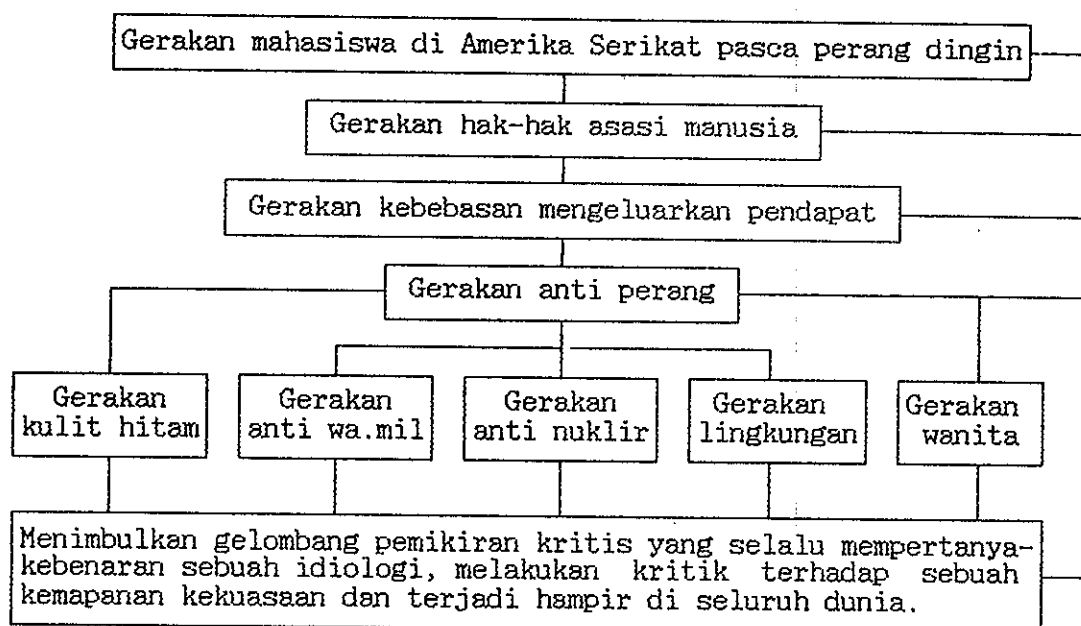 Gerakan mahasiswa di Amerika Serikat pasca perang dingin
Gerakan hak-hak asasi manusia
Gerakan kebebasan mengeluarkan pendapat
Gerakan anti perang
Gerakan
kulit hitam
Gerakan
anti wa.mil
Gerakan
anti nuklir
Gerakan
lingkungan
Gerakan
wanita
Menimbulkan gelombang pemikiran kritis yang selalu mempertanya-
kebenaran sebuah idiologi, melakukan kritik terhadap sebuah
kemapanan kekuasaan dan terjadi hampir di seluruh dunia.